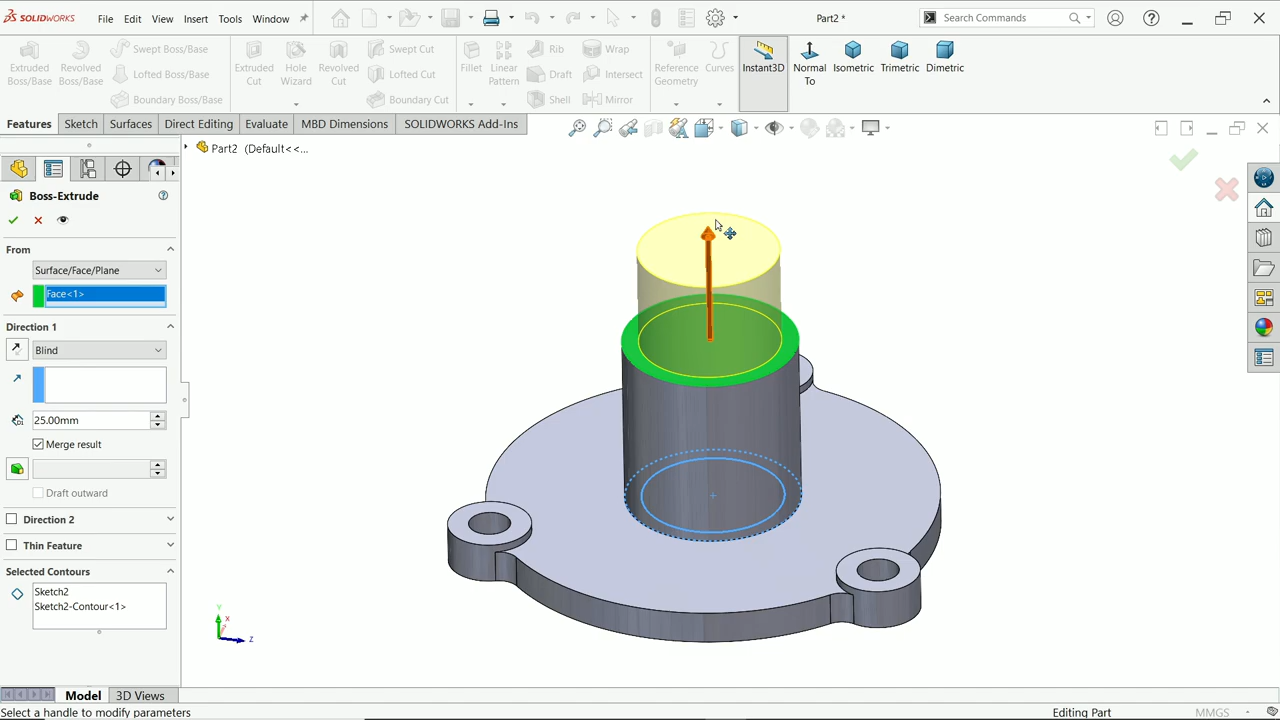 SOLIDWORKS File Edit View Insert Tools Window Part2 * Search Commands
Extruded Boss/Base
Revolved Boss/Base
Swept Boss/Base
Lofted Boss/Base
Boundary Boss/Base
Extruded Cut
Hole Wizard
Revolved Cut
Swept Cut
Lofted Cut
Boundary Cut
Fillet
Linear Pattern
Rib
Draft
Shell
Wrap
Intersect
Mirror
Reference Geometry
Curves
Instant3D
Normal To
Isometric
Trimetric
Dimetric
Features Sketch Surfaces Direct Editing Evaluate MBD Dimensions SOLIDWORKS Add-Ins
Part2 (Default<<...
Boss-Extrude
From
Surface/Face/Plane
Face<1>
Direction 1
Blind
25.00mm
Merge result
Draft outward
Direction 2
Thin Feature
Selected Contours
Sketch2
Sketch2-Contour<1>
Y
X
Z
Model 3D Views
Select a handle to modify parameters Editing Part MMGS